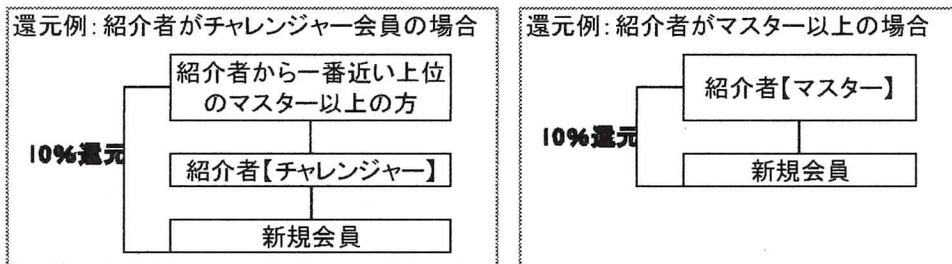 還元例:紹介者がチャレンジャー会員の場合
紹介者から一番近い上位
のマスター以上の方
10%還元
紹介者【チャレンジャー】
新規会員
還元例:紹介者がマスター以上の場合
紹介者【マスター】
10%還元
新規会員